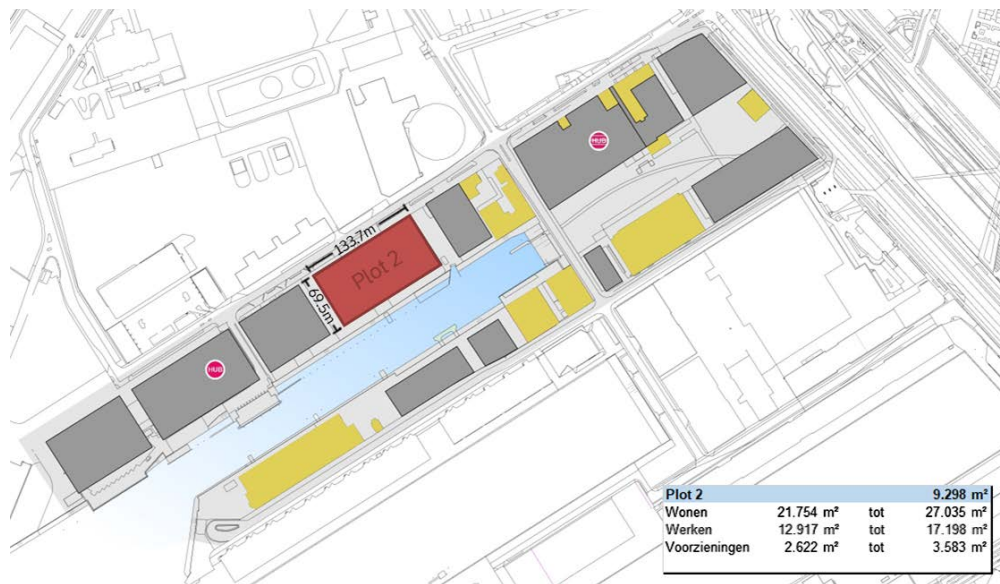 HUB
133.7m
Plot 2
69.5m
HUB
Plot 2 9.298 m²
Wonen 21.754 m² tot 27.035 m²
Werken 12.917 m² tot 17.198 m²
Voorzieningen 2.622 m² tot 3.583 m²